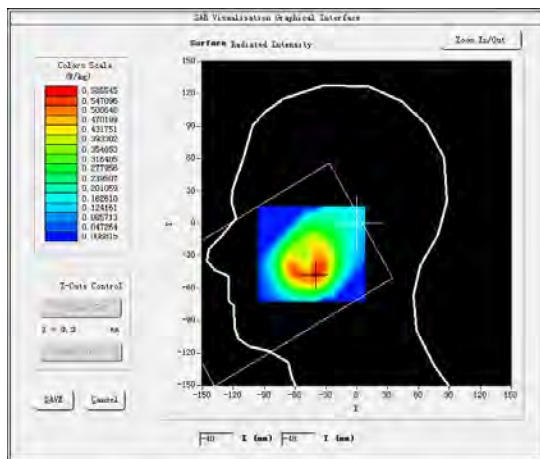 SAR Visualisation Graphical Interface
Surface Radiated Intensity
Zoom In/Out
Colors Scale
(W/kg)
0.585545
0.547096
0.508648
0.470199
0.431751
0.393302
0.354853
0.316405
0.277956
0.239507
0.201059
0.162610
0.124161
0.085713
0.047264
0.008815
150
120
90
60
30
0
-30
-60
-90
-120
-150
-150 -120 -90 -60 -30 0 30 60 90 120 150
Y
X
Z-Cuts Control
mm
SAVE Cancel
-40 X (mm) -48 Y (mm)